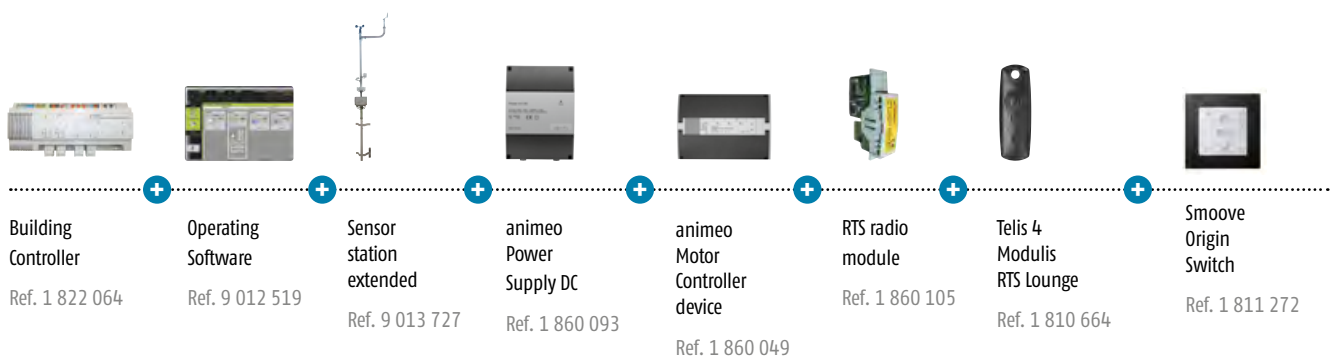 Building
Controller
Ref. 1 822 064
Operating
Software
Ref. 9 012 519
Sensor
station
extended
Ref. 9 013 727
animeo
Power
Supply DC
Ref. 1 860 093
animeo
Motor
Controller
device
Ref. 1 860 049
RTS radio
module
Ref. 1 860 105
Telis 4
Modulis
RTS Lounge
Ref. 1 810 664
Smoove
Origin
Switch
Ref. 1 811 272